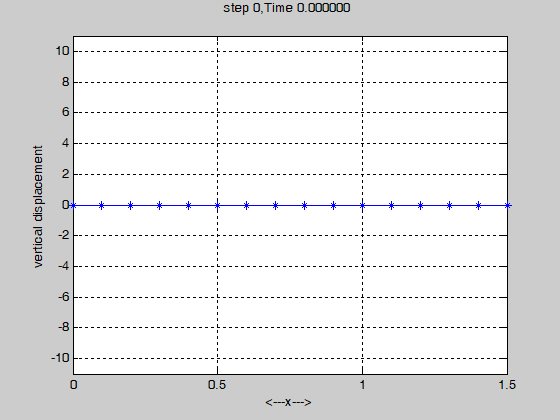 step 0,Time 0.000000
10
8
6
4
2
0
-2
-4
-6
-8
-10
vertical displacement
0 0.5 1 1.5
<---x--->